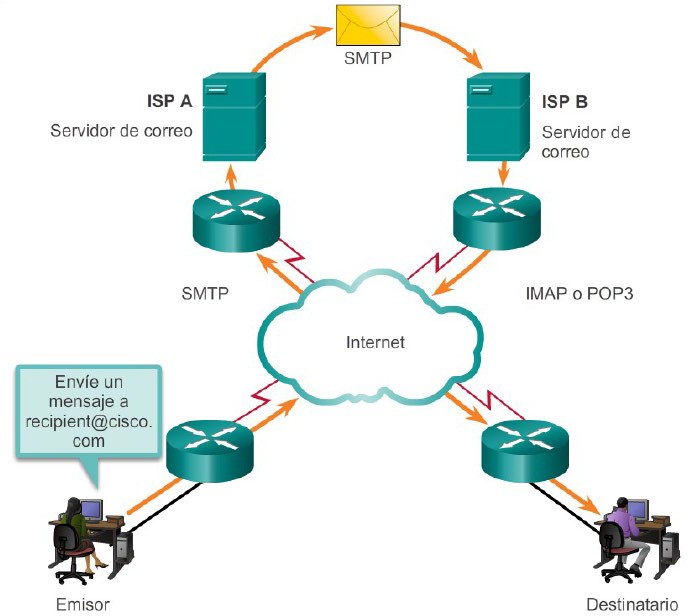 SMTP
ISP A
Servidor de correo
ISP B
Servidor de
correo
SMTP
IMAP o POP3
Internet
Envíe un
mensaje a
recipient@cisco.
com
Emisor
Destinatario